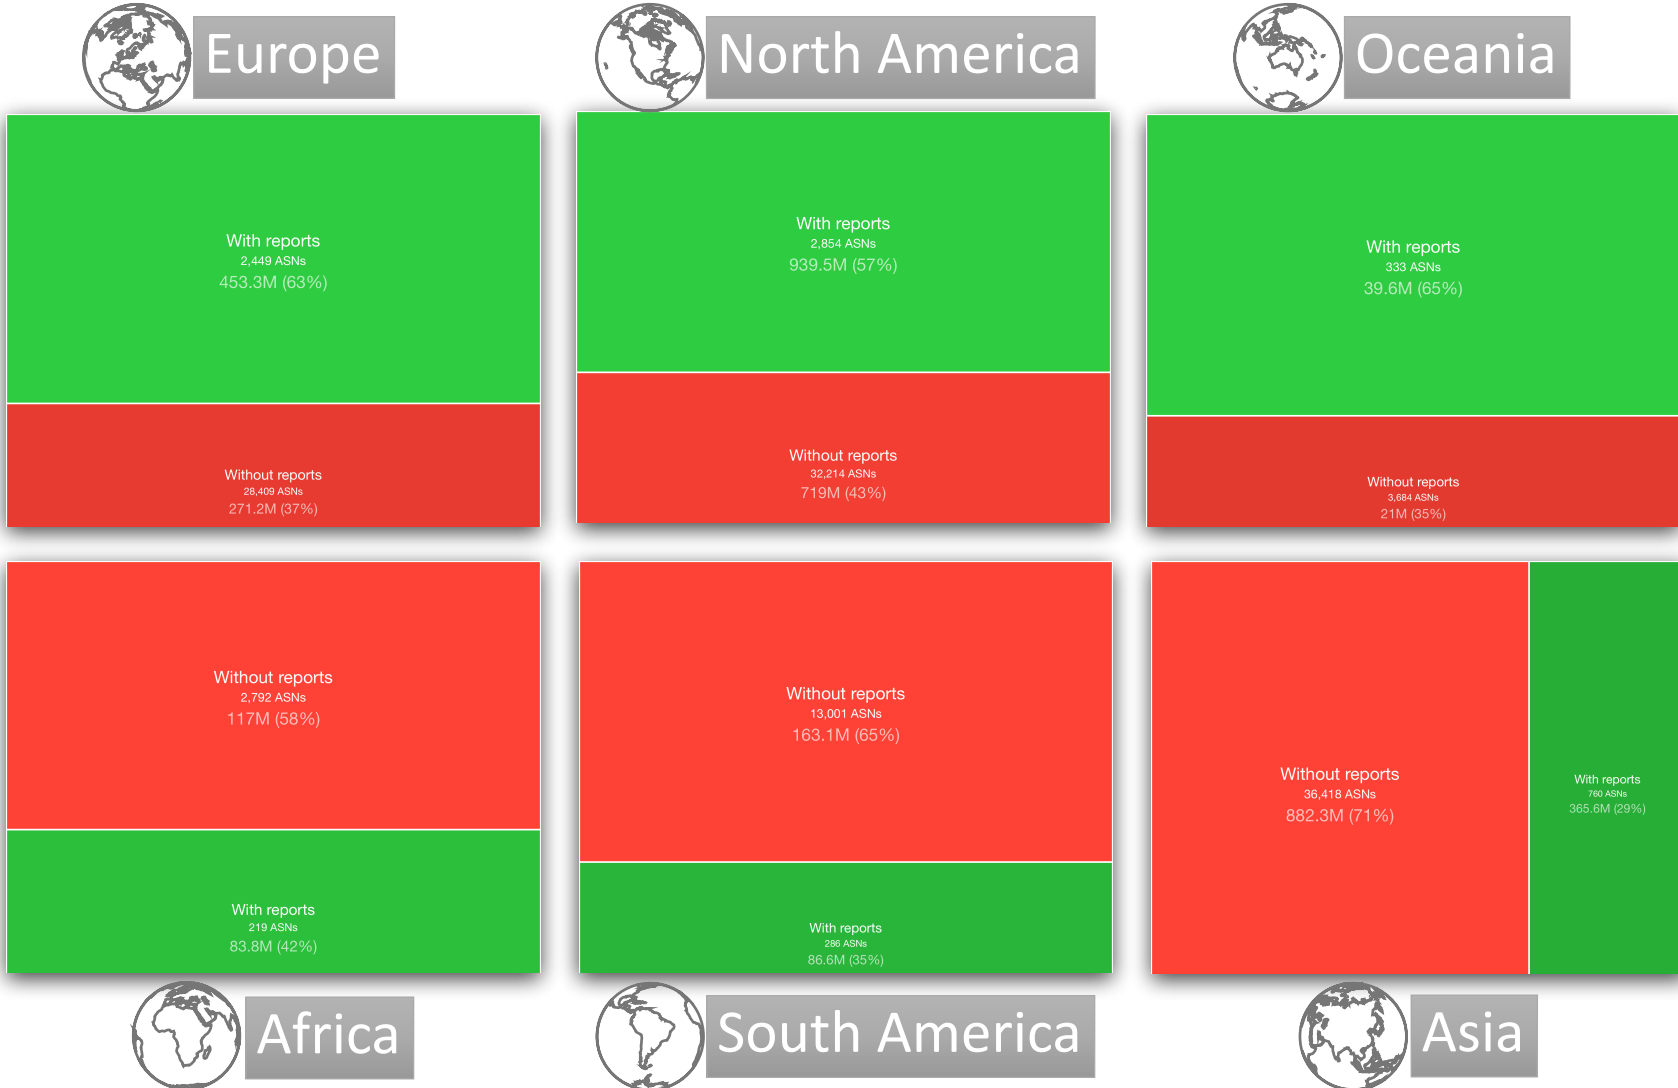 Europe
North America
Oceania
With reports
2,449 ASNs
453.3M (63%)
Without reports
28,409 ASNs
271.2M (37%)
With reports
2,854 ASNs
939.5M (57%)
Without reports
32,214 ASNs
719M (43%)
With reports
333 ASNs
39.6M (65%)
Without reports
3,684 ASNs
21M (35%)
Without reports
2,792 ASNs
117M (58%)
With reports
219 ASNs
83.8M (42%)
Without reports
13,001 ASNs
163.1M (65%)
With reports
286 ASNs
86.6M (35%)
Without reports
36,418 ASNs
882.3M (71%)
With reports
760 ASNs
365.6M (29%)
Africa
South America
Asia